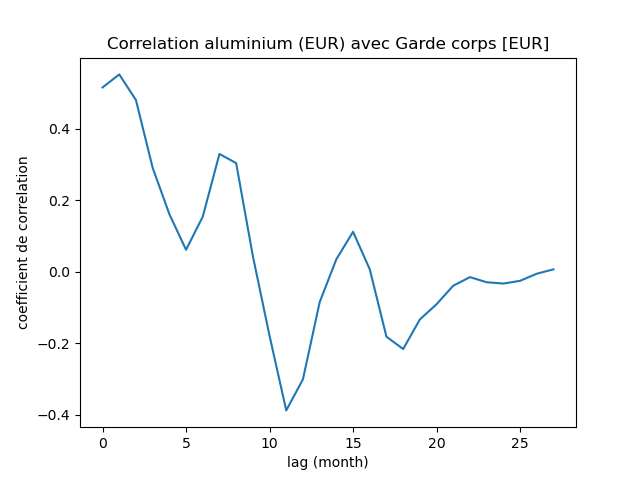 Correlation aluminium (EUR) avec Garde corps [EUR]
coefficient de correlation
0.4
0.2
0.0
−0.2
−0.4
0 5 10 15 20 25
lag (month)